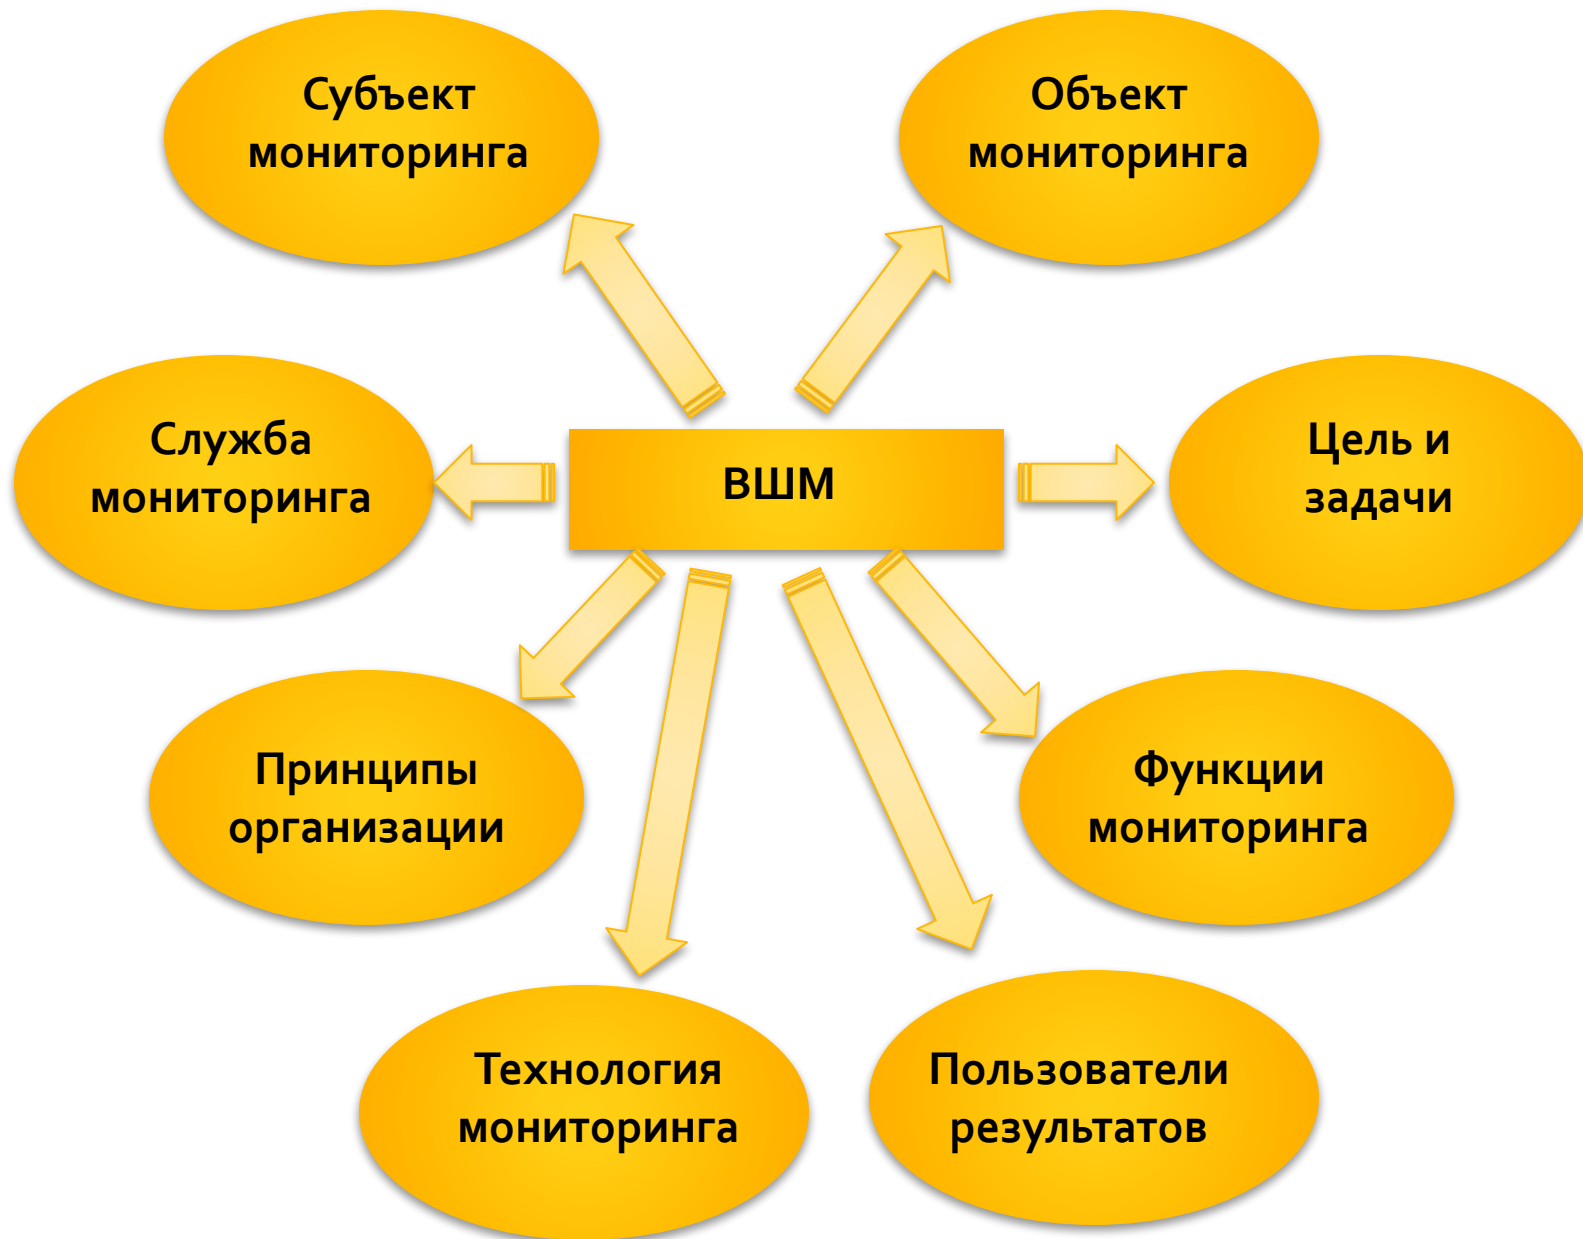 Субъект
мониторинга
Объект
мониторинга
Служба
мониторинга
ВШМ
Цель и
задачи
Принципы
организации
Функции
мониторинга
Технология
мониторинга
Пользователи
результатов